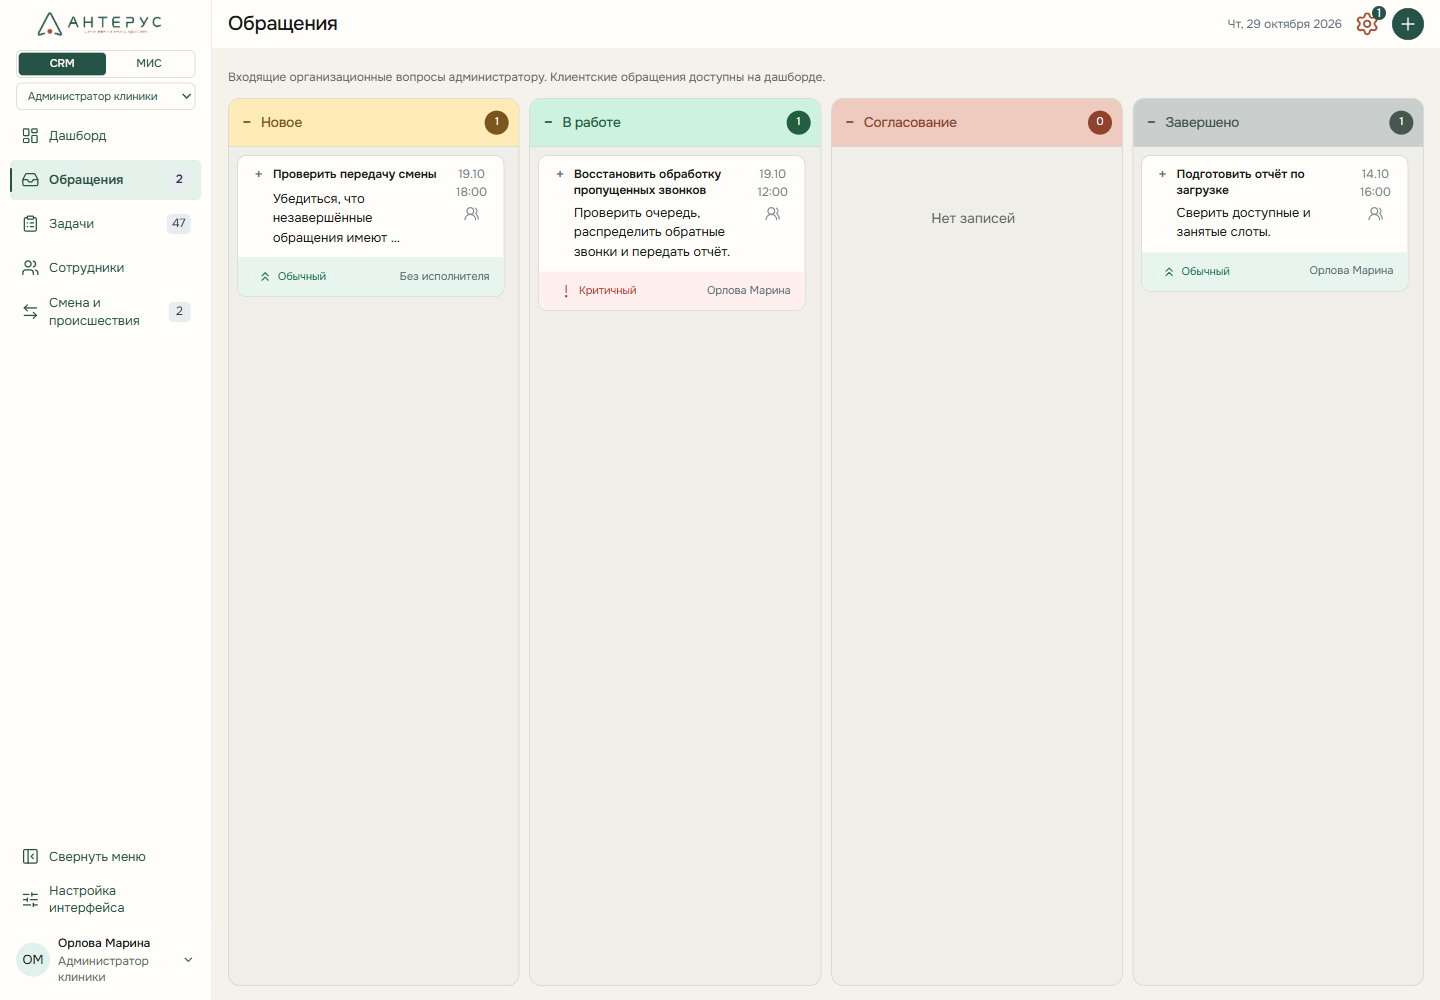 АНТЕРУС
CRM
МИС
Администратор клиники
Дашборд
Обращения
2
Задачи
47
Сотрудники
Смена и
происшествия
2
Свернуть меню
Настройка
интерфейса
ОМ
Орлова Марина
Администратор
клиники
Обращения
Чт, 29 октября 2026
1
Входящие организационные вопросы администратору. Клиентские обращения доступны на дашборде.
Новое
1
Проверить передачу смены
19.10
18:00
Убедиться, что
незавершённые
обращения имеют ...
Обычный
Без исполнителя
В работе
1
Восстановить обработку
пропущенных звонков
19.10
12:00
Проверить очередь,
распределить обратные
звонки и передать отчёт.
Критичный
Орлова Марина
Согласование
0
Нет записей
Завершено
1
Подготовить отчёт по
загрузке
14.10
16:00
Сверить доступные и
занятые слоты.
Обычный
Орлова Марина